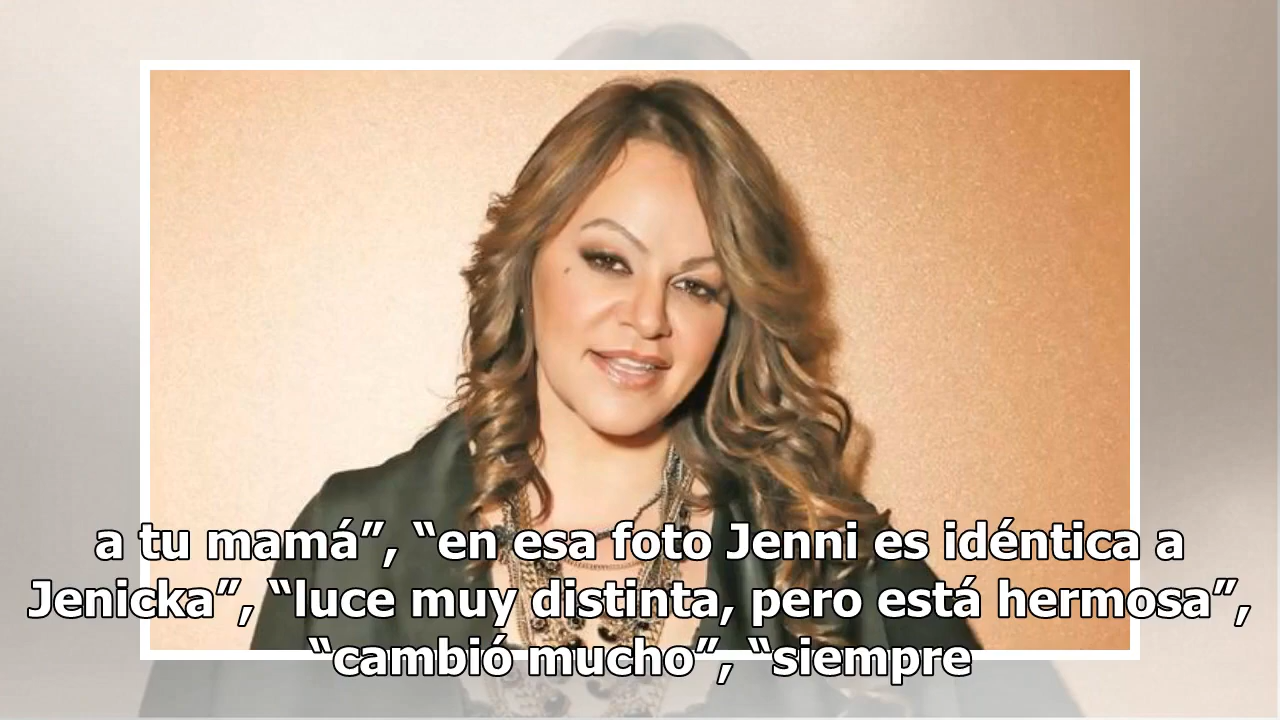 a tu mamá”, “en esa foto Jenni es idéntica a
Jenicka”, “luce muy distinta, pero está hermosa”,
“cambió mucho”, “siempre